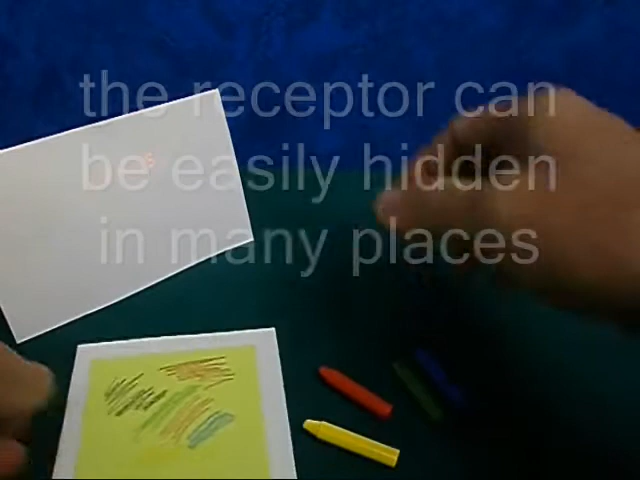 the receptor can
be easily hidden
in many places